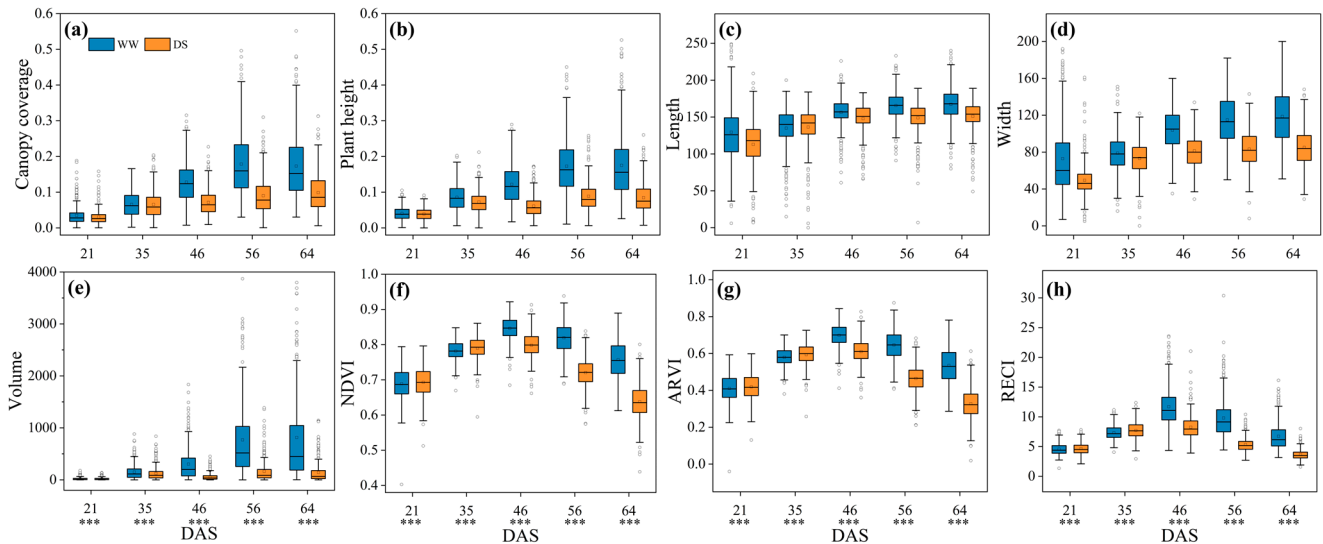 (a)
WW DS
Canopy coverage
0.6
0.5
0.4
0.3
0.2
0.1
0.0
21 35 46 56 64
(b)
Plant height
0.6
0.5
0.4
0.3
0.2
0.1
0.0
21 35 46 56 64
(c)
Length
250
200
150
100
50
0
21 35 46 56 64
(d)
Width
200
160
120
80
40
0
21 35 46 56 64
(e)
Volume
4000
3000
2000
1000
0
21 35 46 56 64
*** *** *** *** ***
DAS
(f)
NDVI
1.0
0.9
0.8
0.7
0.6
0.5
0.4
21 35 46 56 64
*** *** *** *** ***
DAS
(g)
ARVI
1.0
0.8
0.6
0.4
0.2
0.0
21 35 46 56 64
*** *** *** *** ***
DAS
(h)
RECI
30
25
20
15
10
5
0
21 35 46 56 64
*** *** *** *** ***
DAS